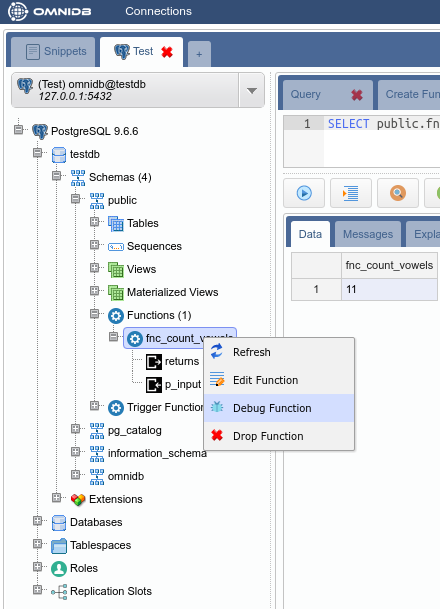 OMNIDB Connections
Snippets
Test
+
(Test) omnidb@testdb
127.0.0.1:5432
PostgreSQL 9.6.6
testdb
Schemas (4)
public
Tables
Sequences
Views
Materialized Views
Functions (1)
fnc_count_vowels
returns
p_input
Trigger Function
pg_catalog
information_schema
omnidb
Extensions
Databases
Tablespaces
Roles
Replication Slots
Refresh
Edit Function
Debug Function
Drop Function
Query
Create Fun
1 SELECT public.fn
Data Messages Expla
fnc_count_vowels
1 11